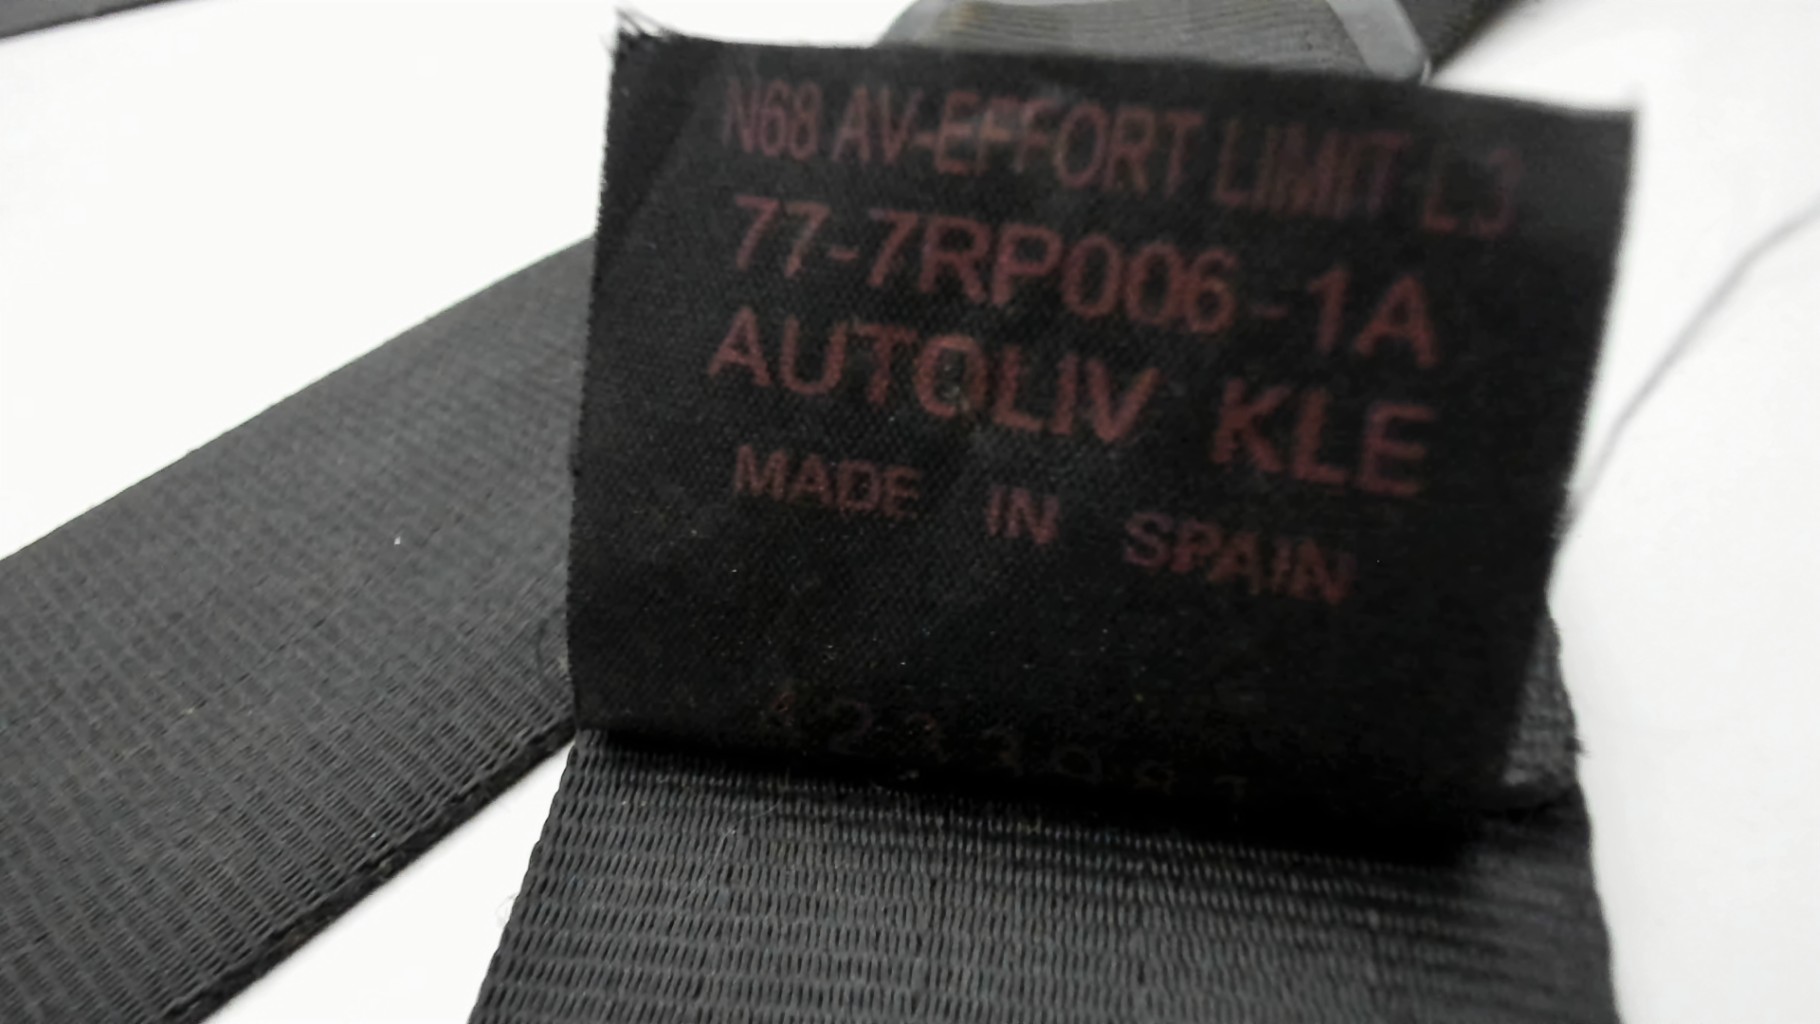 N68 AV-EFFORT LIMIT L3
77-7RP006-1A
AUTOLIV KLE
MADE IN SPAIN